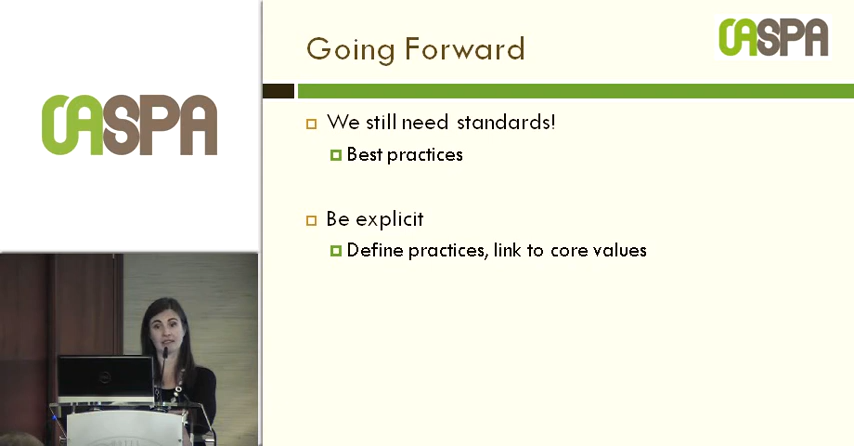 OASPA
Going Forward
OASPA
We still need standards!
Best practices
Be explicit
Define practices, link to core values